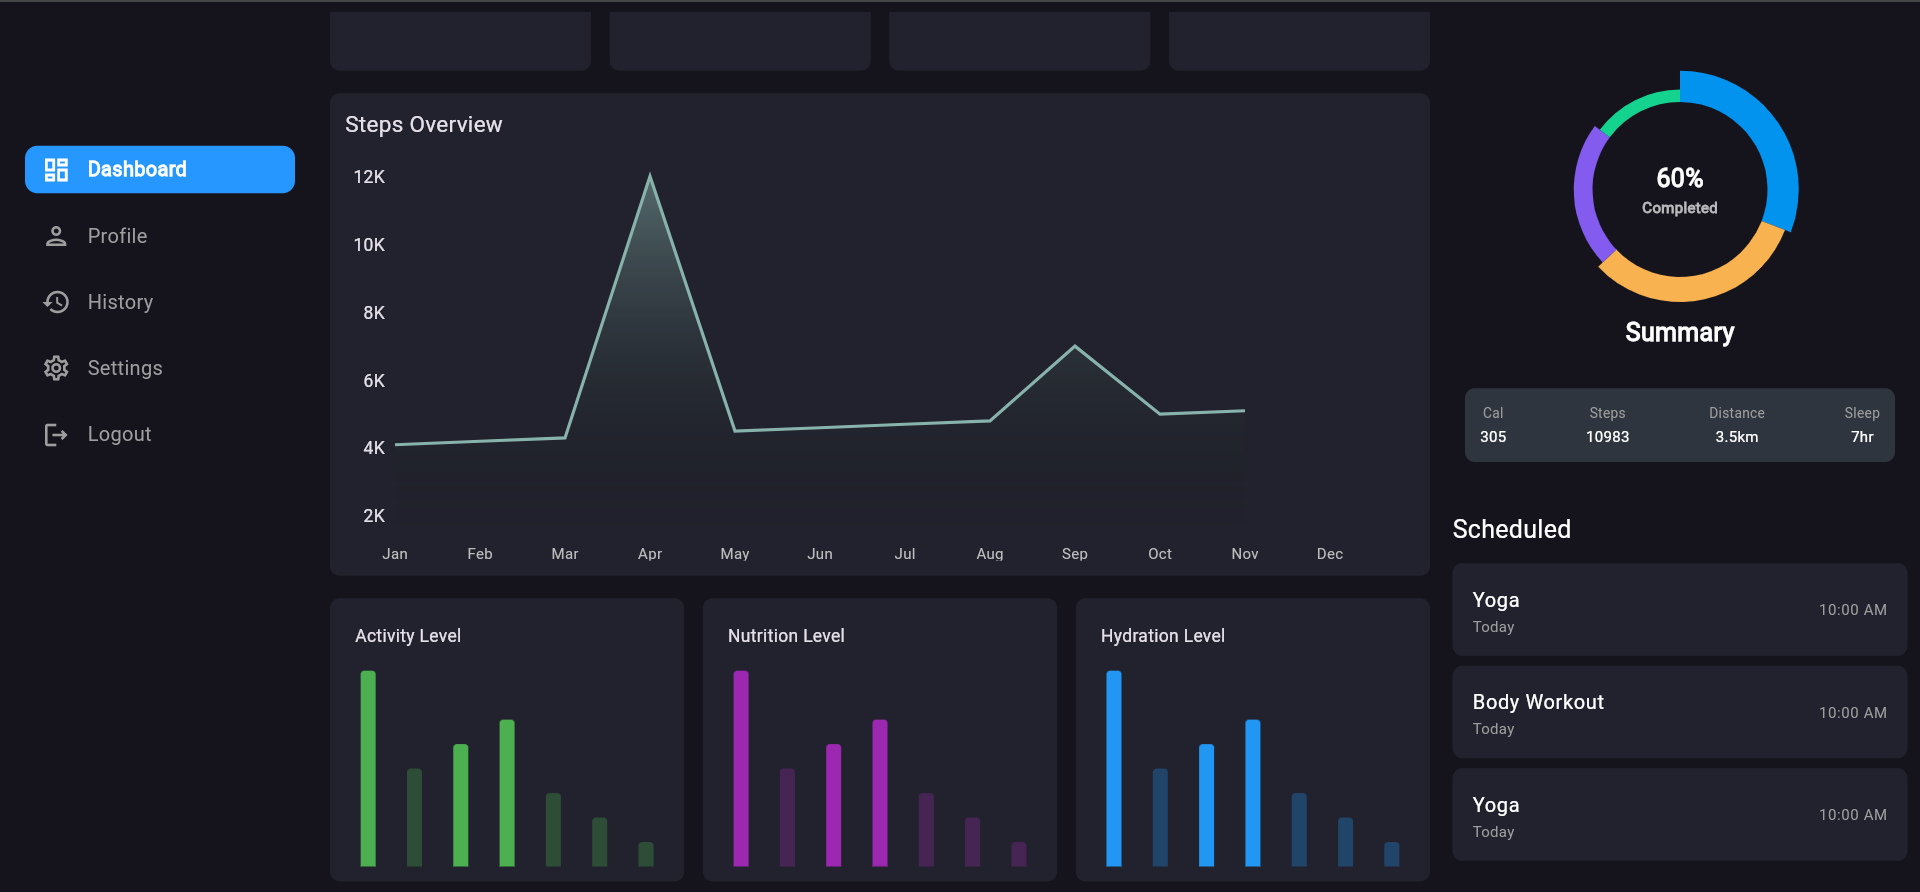 Dashboard
Profile
History
Settings
Logout
Steps Overview
12K
10K
8K
6K
4K
2K
Jan Feb Mar Apr May Jun Jul Aug Sep Oct Nov Dec
Activity Level
Nutrition Level
Hydration Level
60%
Completed
Summary
Cal Steps Distance Sleep
305 10983 3.5km 7hr
Scheduled
Yoga
Today
10:00 AM
Body Workout
Today
10:00 AM
Yoga
Today
10:00 AM